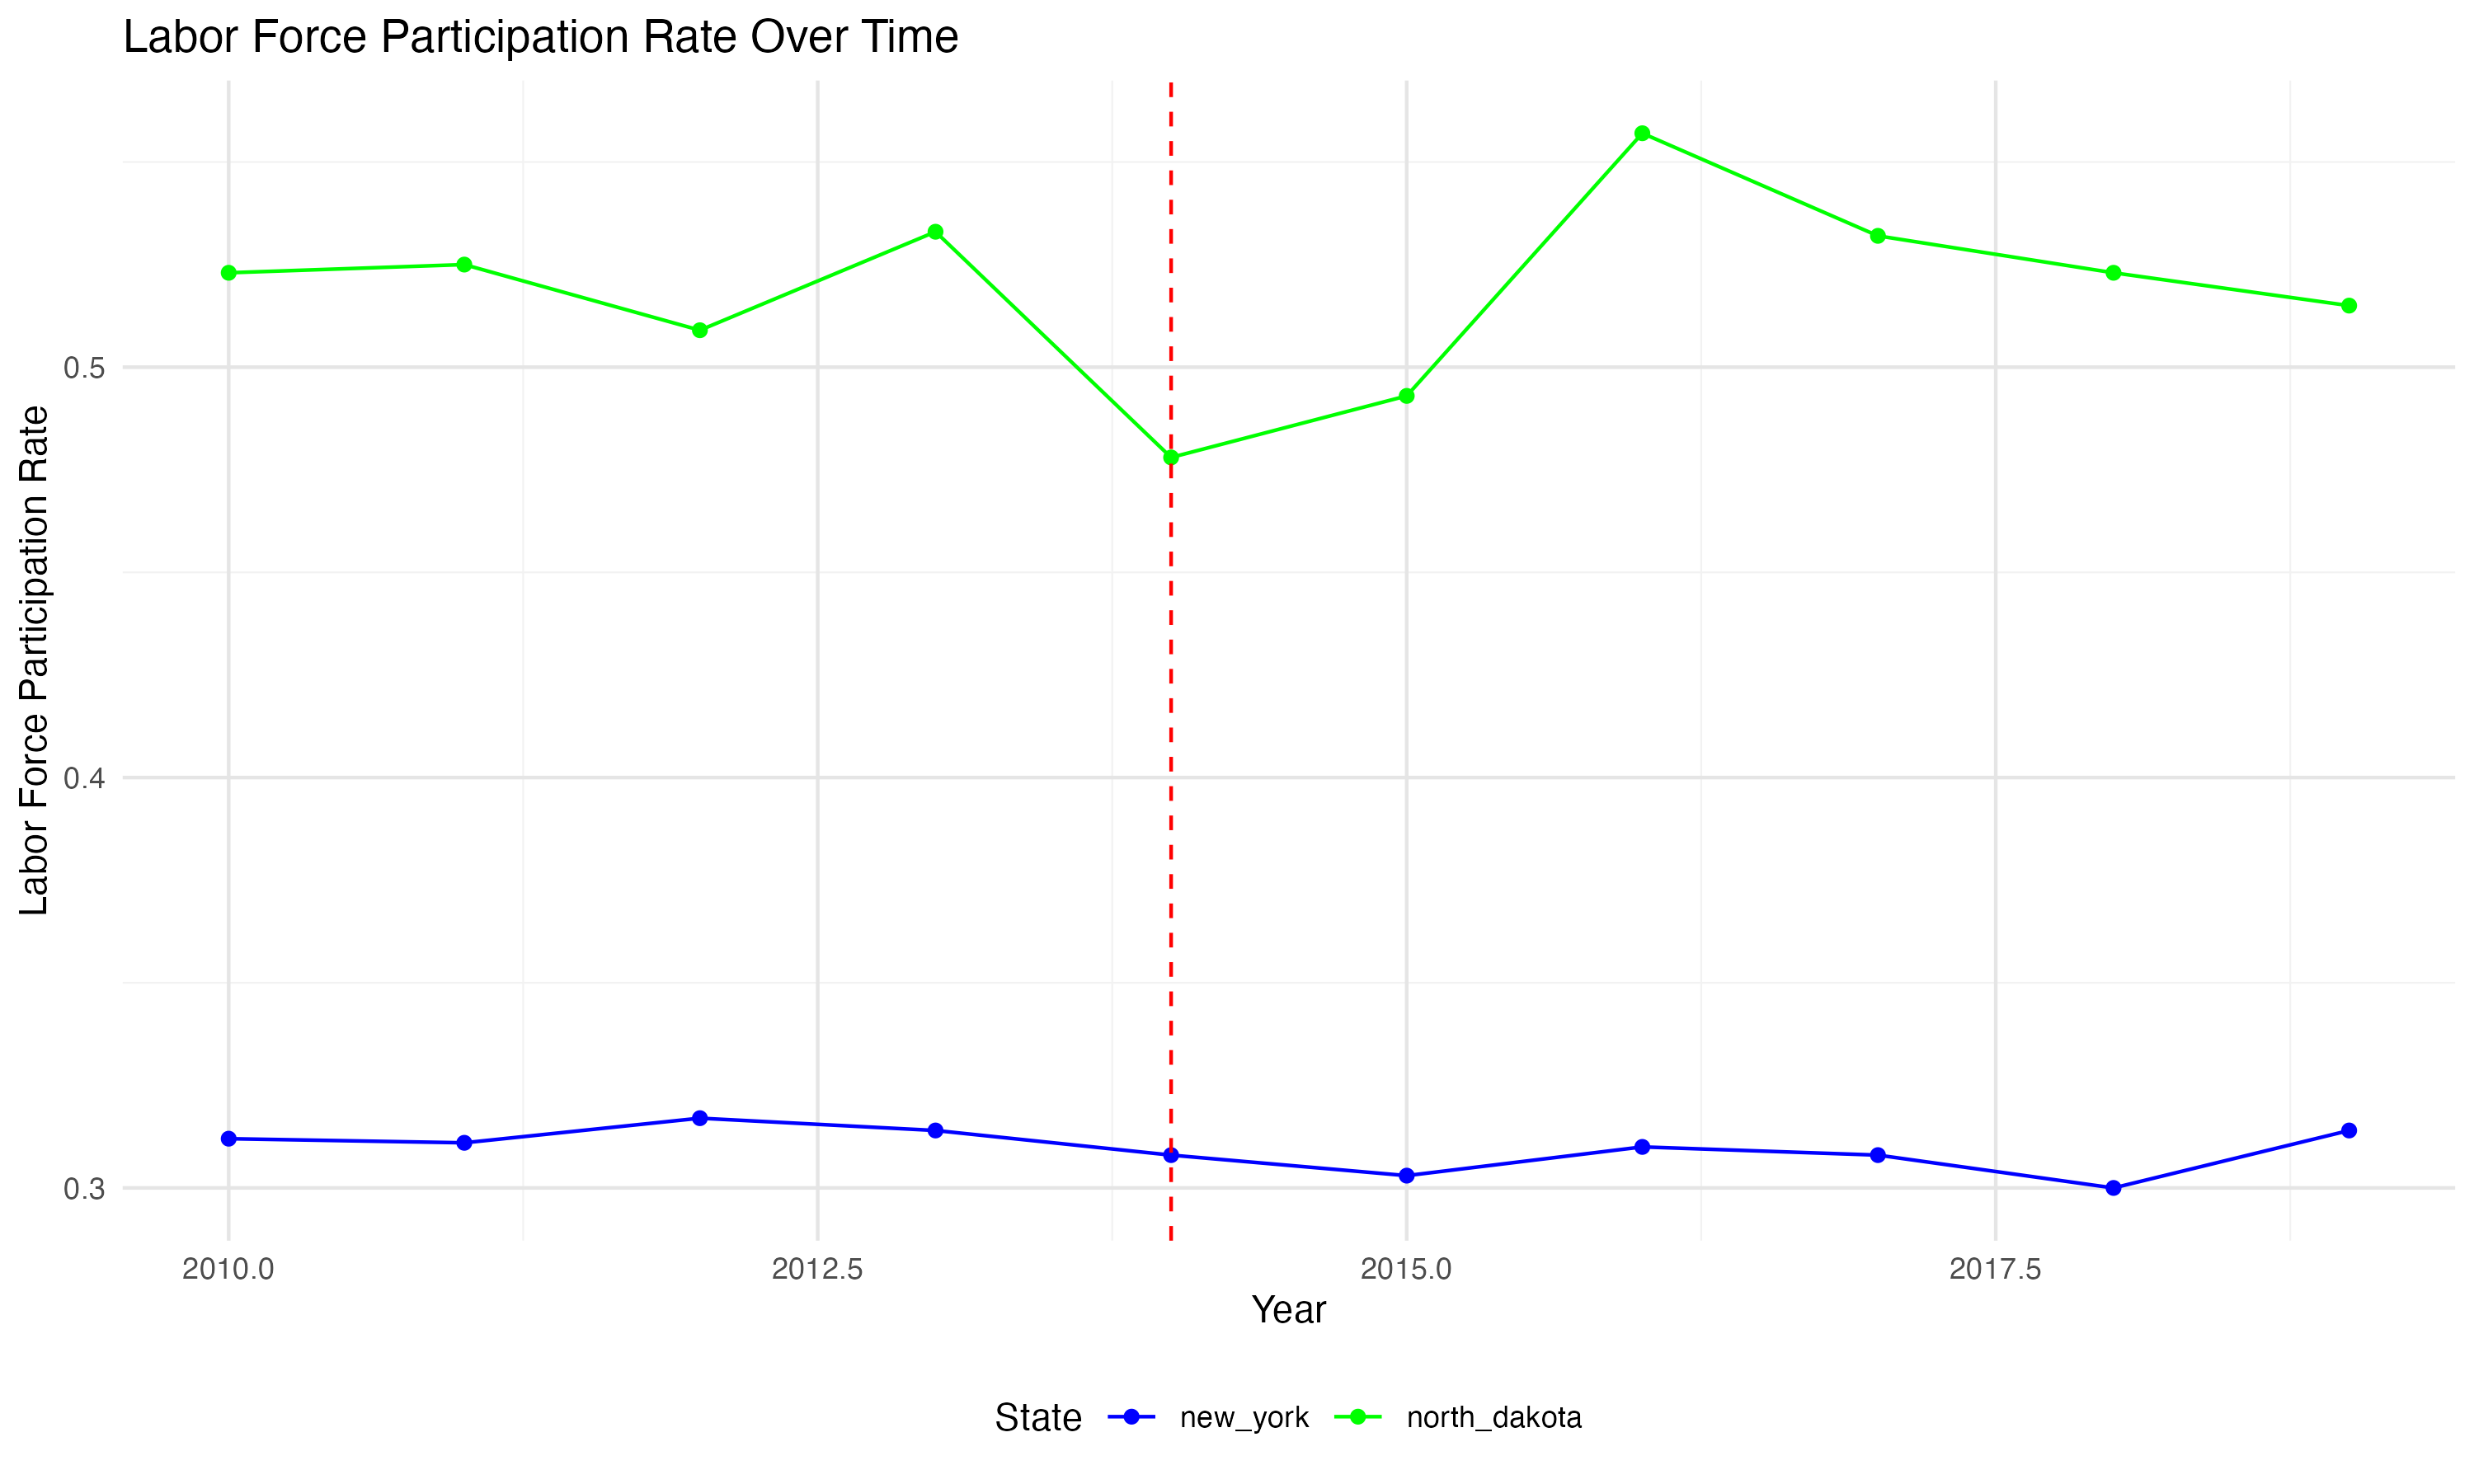 Labor Force Participation Rate Over Time
Labor Force Participation Rate
0.5
0.4
0.3
2010.0 2012.5 2015.0 2017.5
Year
State new_york north_dakota